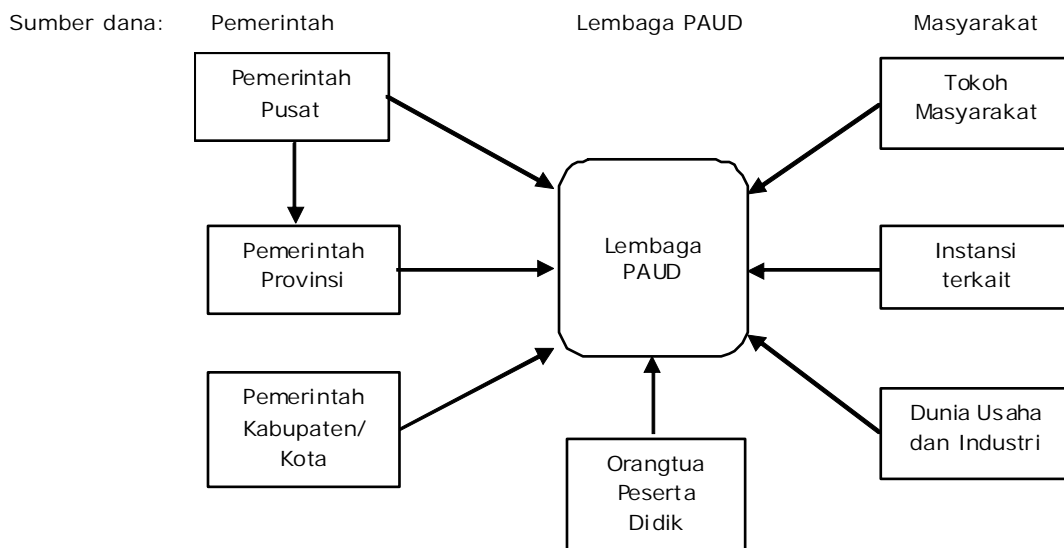 Sumber dana: Pemerintah Lembaga PAUD Masyarakat
Pemerintah
Pusat
Tokoh
Masyarakat
Pemerintah
Provinsi
Lembaga
PAUD
Instansi
terkait
Pemerintah
Kabupaten/
Kota
Orangtua
Peserta
Didik
Dunia Usaha
dan Industri